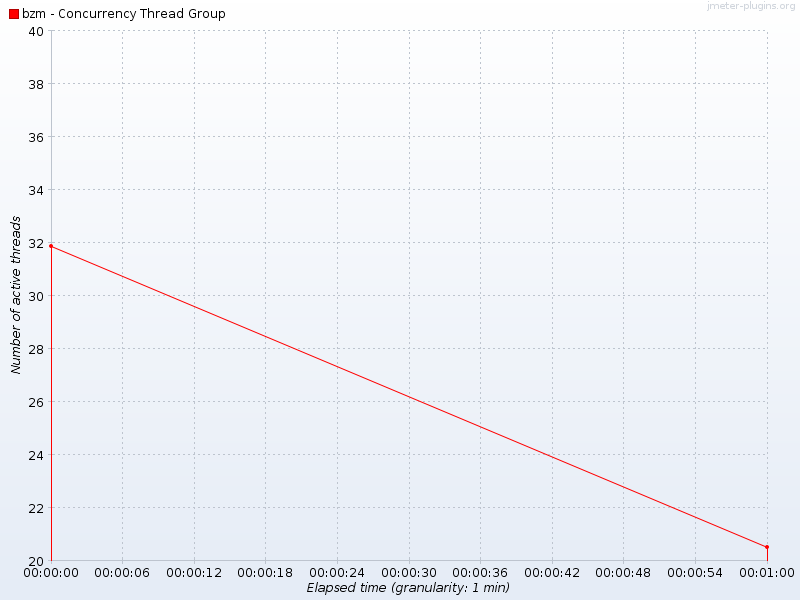 jmeter-plugins.org
bzm - Concurrency Thread Group
40
38
36
34
32
30
28
26
24
22
20
Number of active threads
00:00:00 00:00:06 00:00:12 00:00:18 00:00:24 00:00:30 00:00:36 00:00:42 00:00:48 00:00:54 00:01:00
Elapsed time (granularity: 1 min)